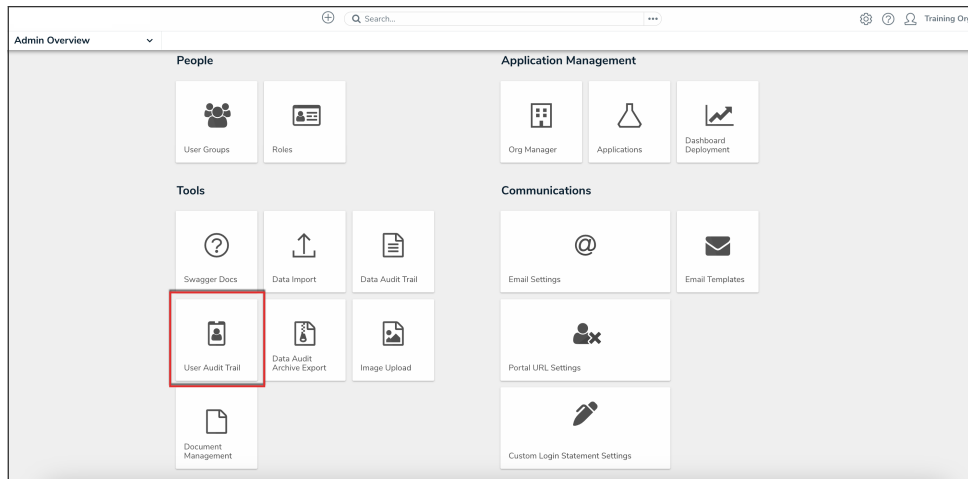 Search...
Training Org
Admin Overview
People
User Groups
Roles
Application Management
Org Manager
Applications
Dashboard
Deployment
Tools
Swagger Docs
Data Import
Data Audit Trail
User Audit Trail
Data Audit
Archive Export
Image Upload
Document
Management
Communications
@
Email Settings
Email Templates
Portal URL Settings
Custom Login Statement Settings